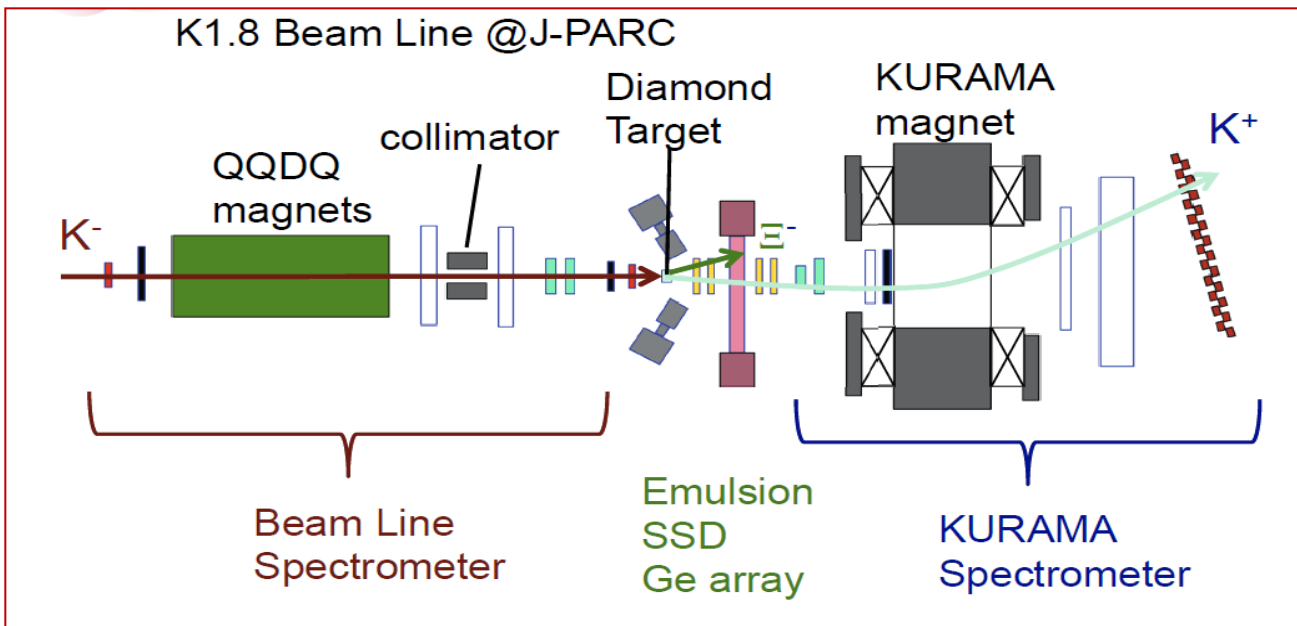 K1.8 Beam Line @J-PARC
Diamond
Target
KURAMA
magnet
K+
collimator
QQDQ
magnets
K-
Ξ-
Beam Line
Spectrometer
Emulsion
SSD
Ge array
KURAMA
Spectrometer